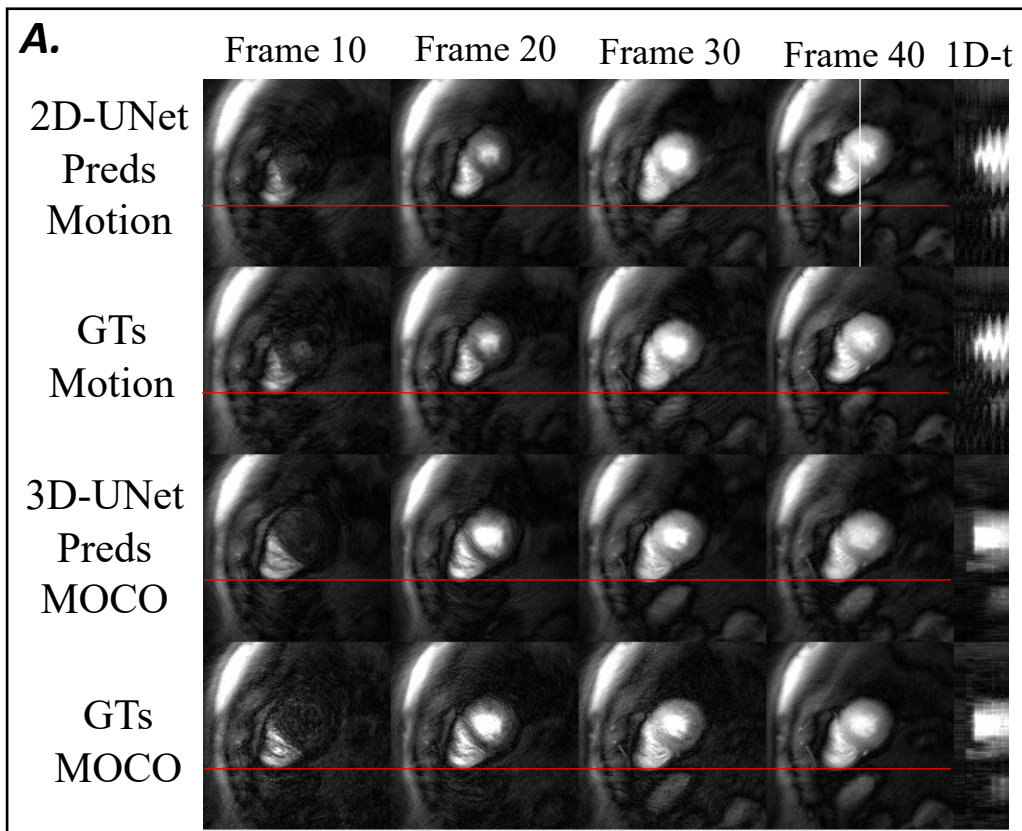 A.
Frame 10 Frame 20 Frame 30 Frame 40 1D-t
2D-UNet
Preds
Motion
GTs
Motion
3D-UNet
Preds
MOCO
GTs
MOCO